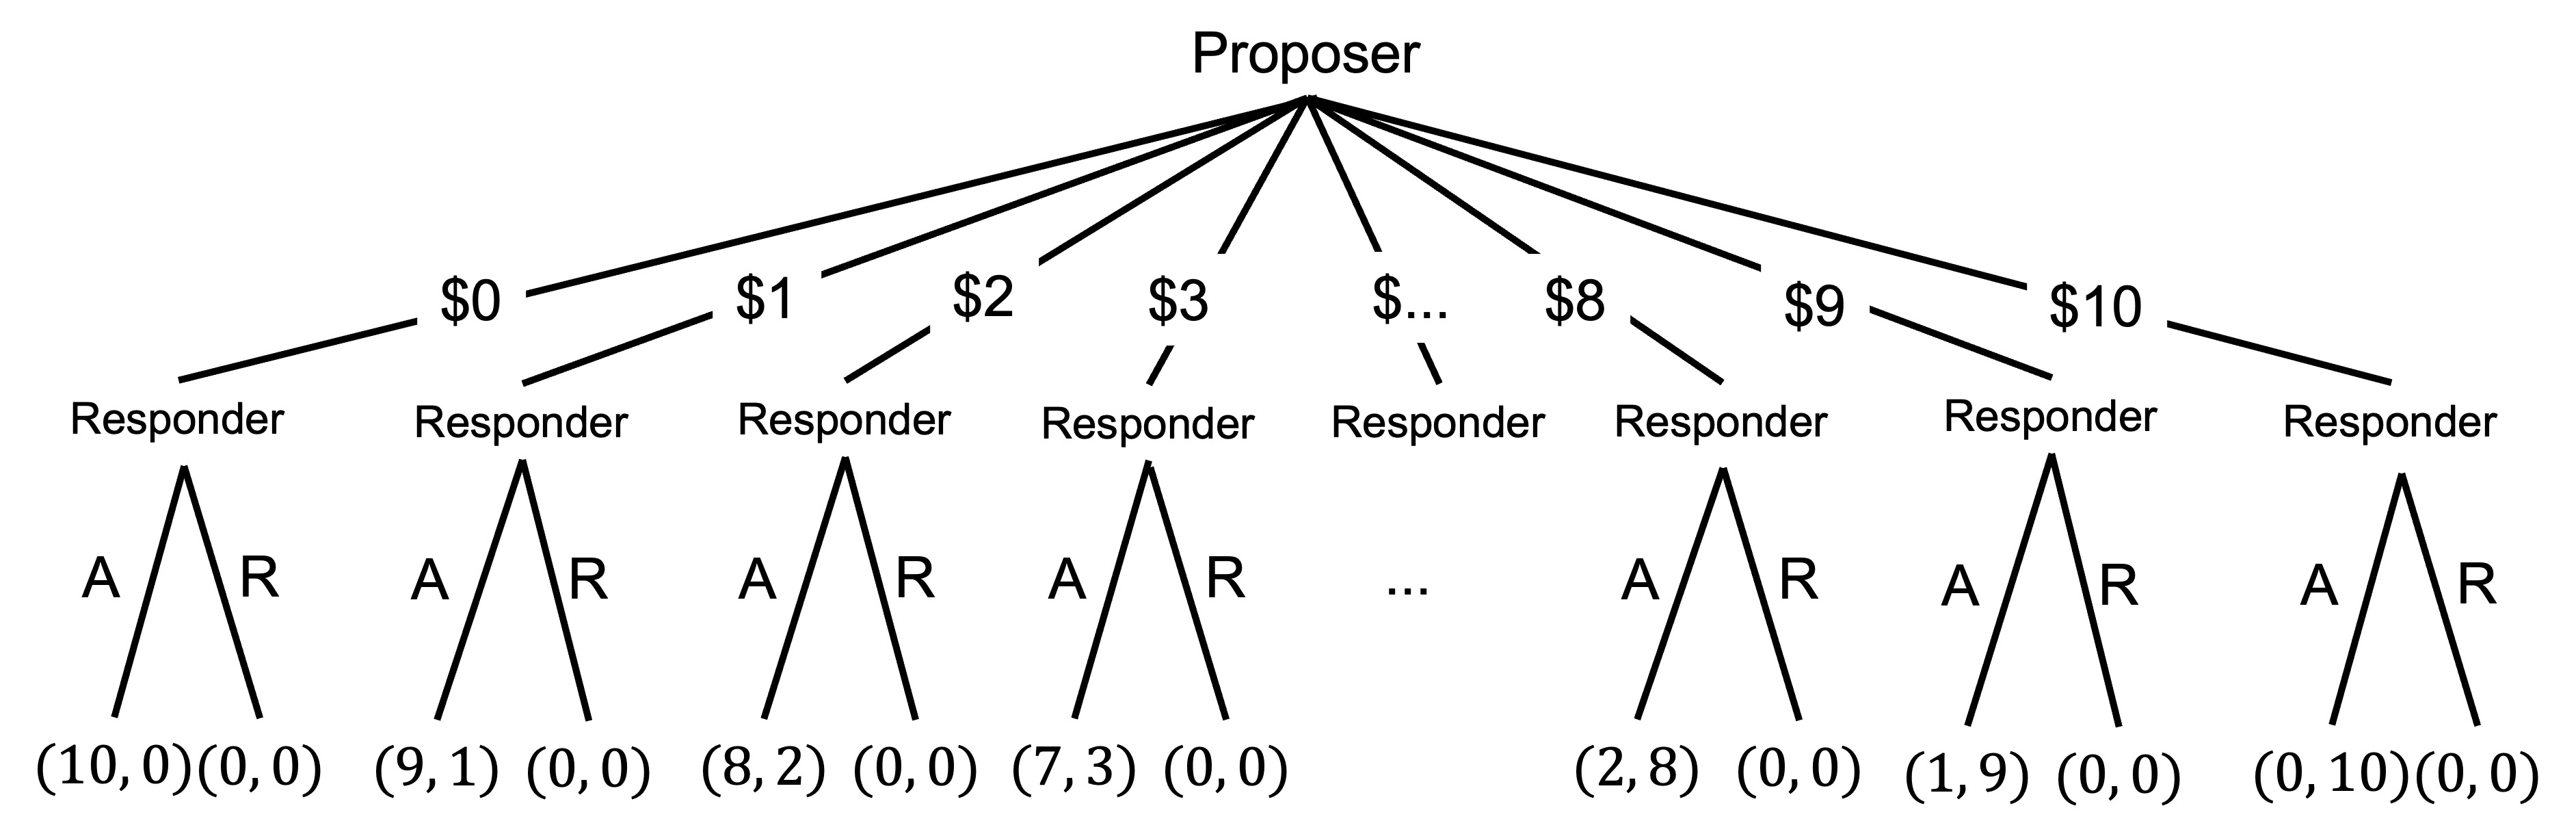 Proposer
$0 $1 $2 $3 $... $8 $9 $10
Responder Responder Responder Responder Responder Responder Responder Responder
A R A R A R A R ... A R A R A R
(10, 0) (0, 0) (9, 1) (0, 0) (8, 2) (0, 0) (7, 3) (0, 0) (2, 8) (0, 0) (1, 9) (0, 0) (0, 10) (0, 0)